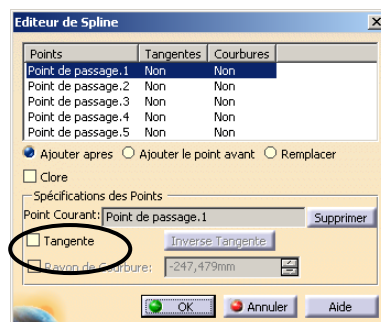 Editeur de Spline
Points Tangentes Courbures
Point de passage.1 Non Non
Point de passage.2 Non Non
Point de passage.3 Non Non
Point de passage.4 Non Non
Point de passage.5 Non Non
Ajouter apres Ajouter le point avant Remplacer
Clore
Spécifications des Points
Point Courant: Point de passage.1 Supprimer
Tangente Inverse Tangente
Rayon de Courbure: -247,479mm
OK Annuler Aide